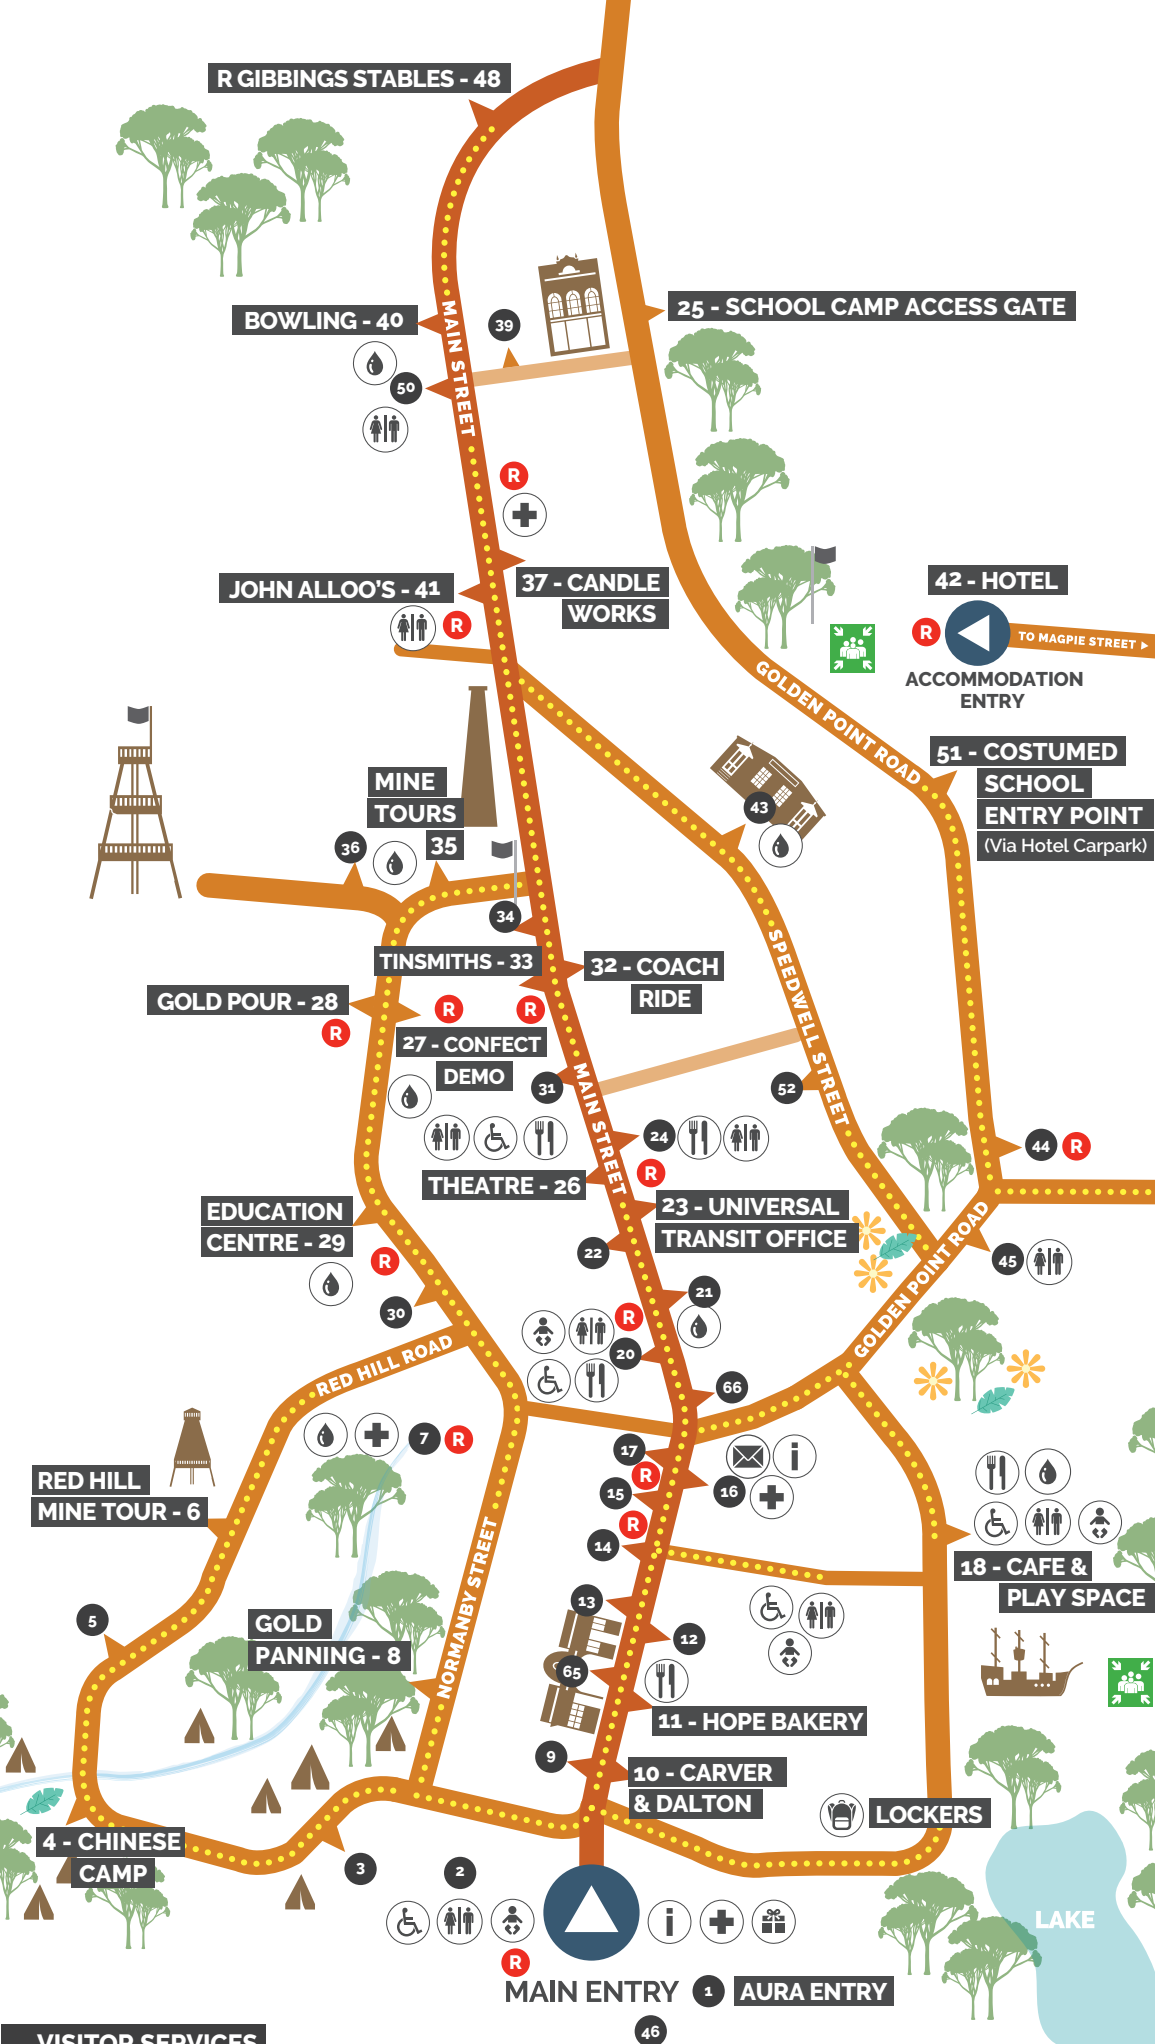 R GIBBINGS STABLES - 48
25 - SCHOOL CAMP ACCESS GATE
BOWLING - 40
39
MAIN STREET
50
R
42 - HOTEL
37 - CANDLE
WORKS
JOHN ALLOO'S - 41
R
R
TO MAGPIE STREET
ACCOMMODATION
ENTRY
GOLDEN POINT ROAD
51 - COSTUMED
SCHOOL
ENTRY POINT
(Via Hotel Carpark)
MINE
TOURS
35
36
43
34
TINSMITHS - 33
32 - COACH
RIDE
SPEEDWELL STREET
GOLD POUR - 28
R
R
R
27 - CONFECT
DEMO
31
MAIN STREET
52
24
44
R
R
THEATRE - 26
23 - UNIVERSAL
TRANSIT OFFICE
EDUCATION
CENTRE - 29
R
22
45
GOLDEN POINT ROAD
30
21
R
20
RED HILL ROAD
66
7
R
17
R
15
16
i
RED HILL
MINE TOUR - 6
R
14
18 - CAFE &
PLAY SPACE
NORMANBY STREET
5
13
12
GOLD
PANNING - 8
65
11 - HOPE BAKERY
9
10 - CARVER
& DALTON
LOCKERS
4 - CHINESE
CAMP
3
2
i
LAKE
R
MAIN ENTRY
1
AURA ENTRY
46
VISITOR SERVICES